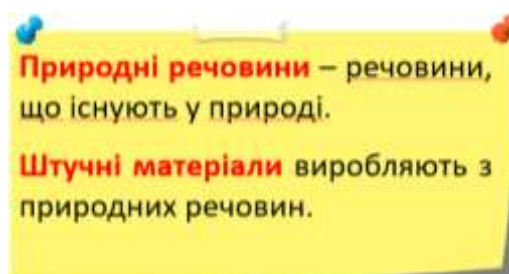 Природні речовини – речовини,
що існують у природі.
Штучні матеріали виробляють з
природних речовин.